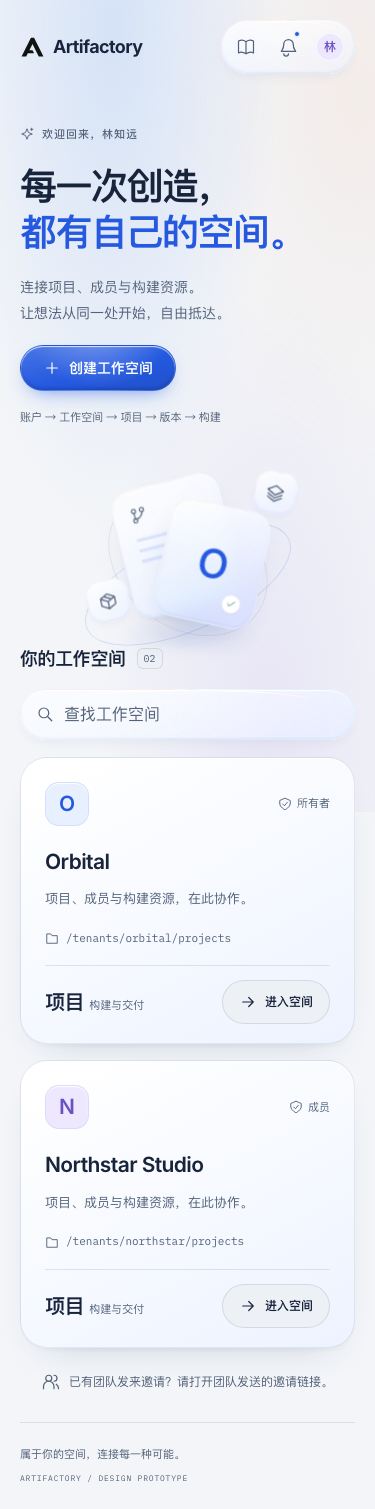 Artifactory
林
欢迎回来，林知远
每一次创造，
都有自己的空间。
连接项目、成员与构建资源。
让想法从同一处开始，自由抵达。
创建工作空间
账户 → 工作空间 → 项目 → 版本 → 构建
O
你的工作空间 02
查找工作空间
O 所有者
Orbital
项目、成员与构建资源，在此协作。
/tenants/orbital/projects
项目 构建与交付 → 进入空间
N 成员
Northstar Studio
项目、成员与构建资源，在此协作。
/tenants/northstar/projects
项目 构建与交付 → 进入空间
已有团队发来邀请？请打开团队发送的邀请链接。
属于你的空间，连接每一种可能。
ARTIFACTORY / DESIGN PROTOTYPE